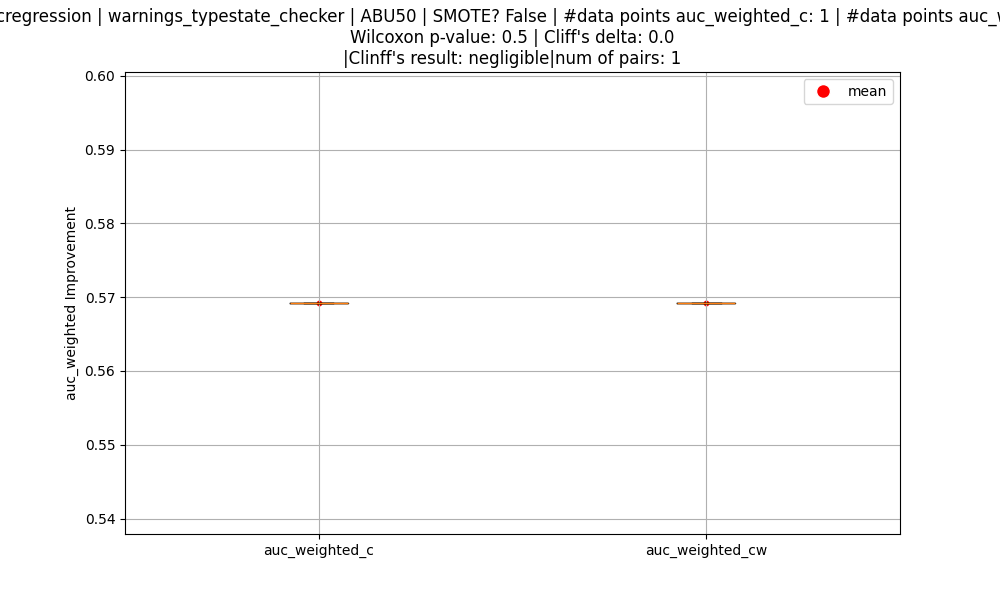 cregression | warnings_typestate_checker | ABU50 | SMOTE? False | #data points auc_weighted_c: 1 | #data points
Wilcoxon p-value: 0.5 | Cliff's delta: 0.0
|Clinff's result: negligible|num of pairs: 1
mean
0.60
0.59
0.58
0.57
0.56
0.55
0.54
auc_weighted Improvement
auc_weighted_c
auc_weighted_cw